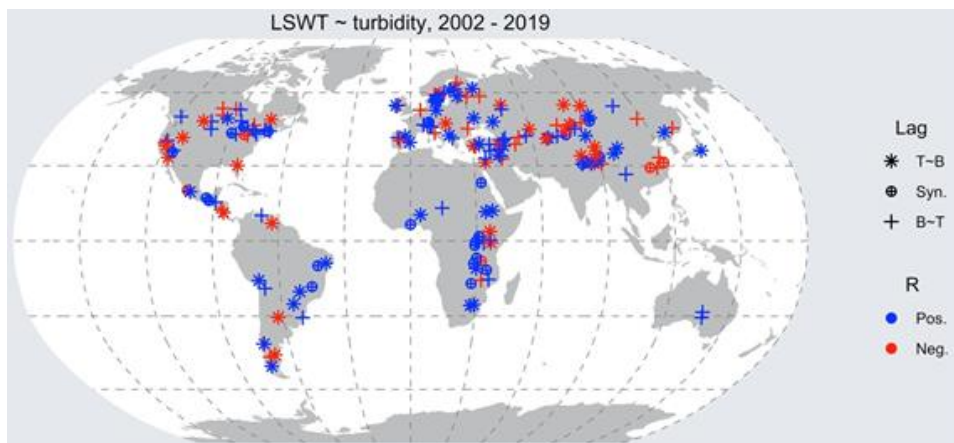 LSWT ~ turbidity, 2002 - 2019
Lag
T~B
Syn.
B~T
R
Pos.
Neg.